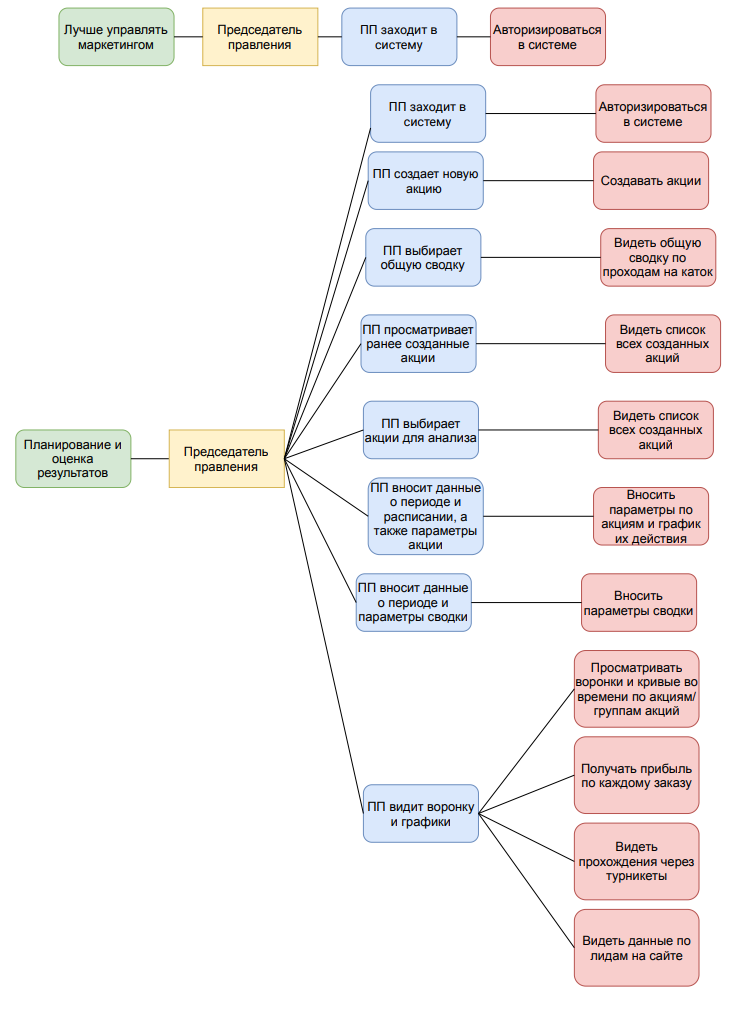 Лучше управлять
маркетингом
Председатель
правления
ПП заходит в
систему
Авторизироваться
в системе
ПП заходит в
систему
Авторизироваться
в системе
ПП создает новую
акцию
Создавать акции
ПП выбирает
общую сводку
Видеть общую
сводку по
проходам на каток
ПП просматривает
ранее созданные
акции
Видеть список
всех созданных
акций
Планирование и
оценка
результатов
Председатель
правления
ПП выбирает
акции для анализа
Видеть список
всех созданных
акций
ПП вносит данные
о периоде и
расписании, а
также параметры
акции
Вносить
параметры по
акциям и график
их действия
ПП вносит данные
о периоде и
параметры сводки
Вносить
параметры сводки
ПП видит воронку
и графики
Просматривать
воронки и кривые во
времени по акциям/
группам акций
Получать прибыль
по каждому заказу
Видеть
прохождения через
турникеты
Видеть данные по
лидам на сайте